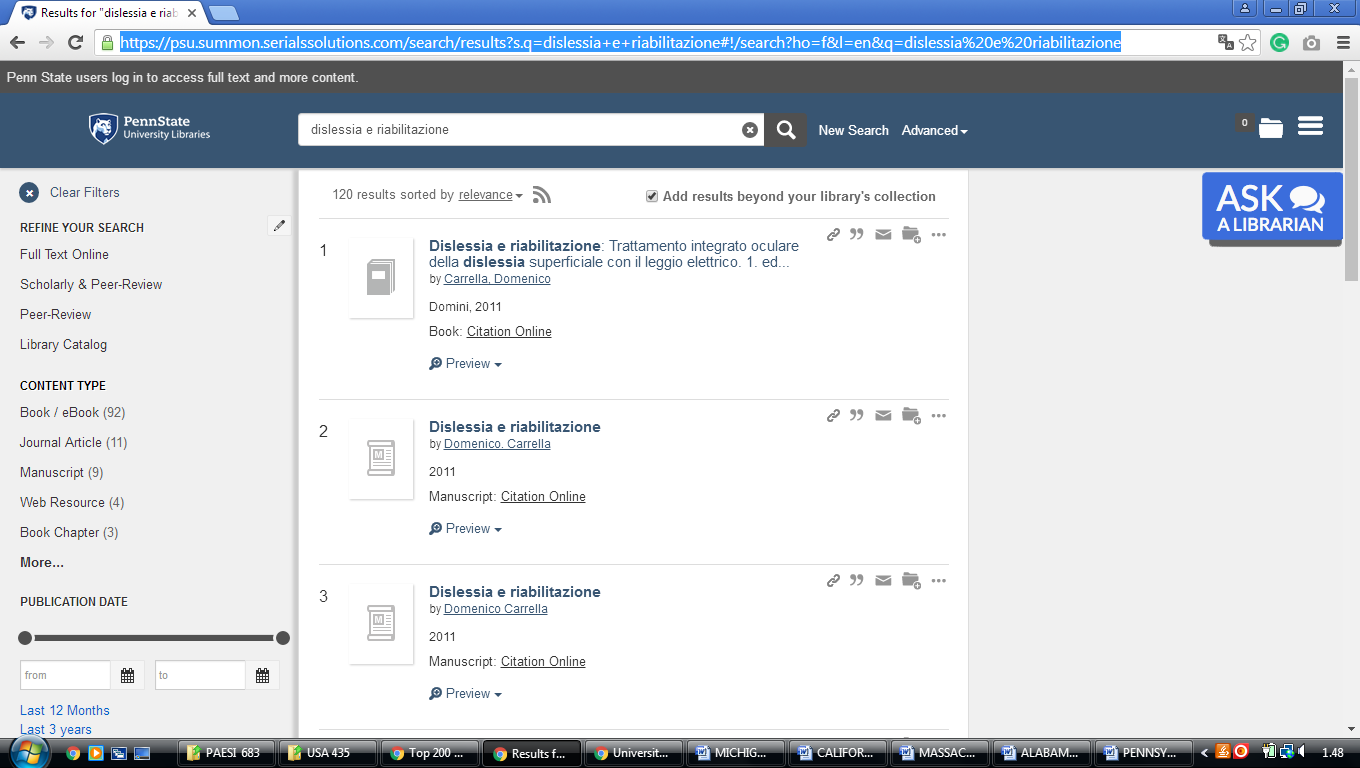 Results for "dislessia e riab
https://psu.summon.serialssolutions.com/search/results?s.q=dislessia+e+riabilitazione#!/search?ho=f&l=en&q=dislessia%20e%20riabilitazione
Penn State users log in to access full text and more content.
PennState
University Libraries
dislessia e riabilitazione
New Search
Advanced
0
Clear Filters
REFINE YOUR SEARCH
Full Text Online
Scholarly & Peer-Review
Peer-Review
Library Catalog
CONTENT TYPE
Book / eBook (92)
Journal Article (11)
Manuscript (9)
Web Resource (4)
Book Chapter (3)
More...
PUBLICATION DATE
from
to
Last 12 Months
Last 3 years
120 results sorted by relevance
Add results beyond your library's collection
1
Dislessia e riabilitazione: Trattamento integrato oculare
della dislessia superficiale con il leggio elettrico. 1. ed...
by Carrella, Domenico
Domini, 2011
Book: Citation Online
Preview
2
Dislessia e riabilitazione
by Domenico. Carrella
2011
Manuscript: Citation Online
Preview
3
Dislessia e riabilitazione
by Domenico Carrella
2011
Manuscript: Citation Online
Preview
ASK
A LIBRARIAN
PAESI 683
USA 435
Top 200 ...
Results f...
Universit...
MICHIG...
CALIFOR...
MASSAC...
ALABAM...
PENNSY...
1.48